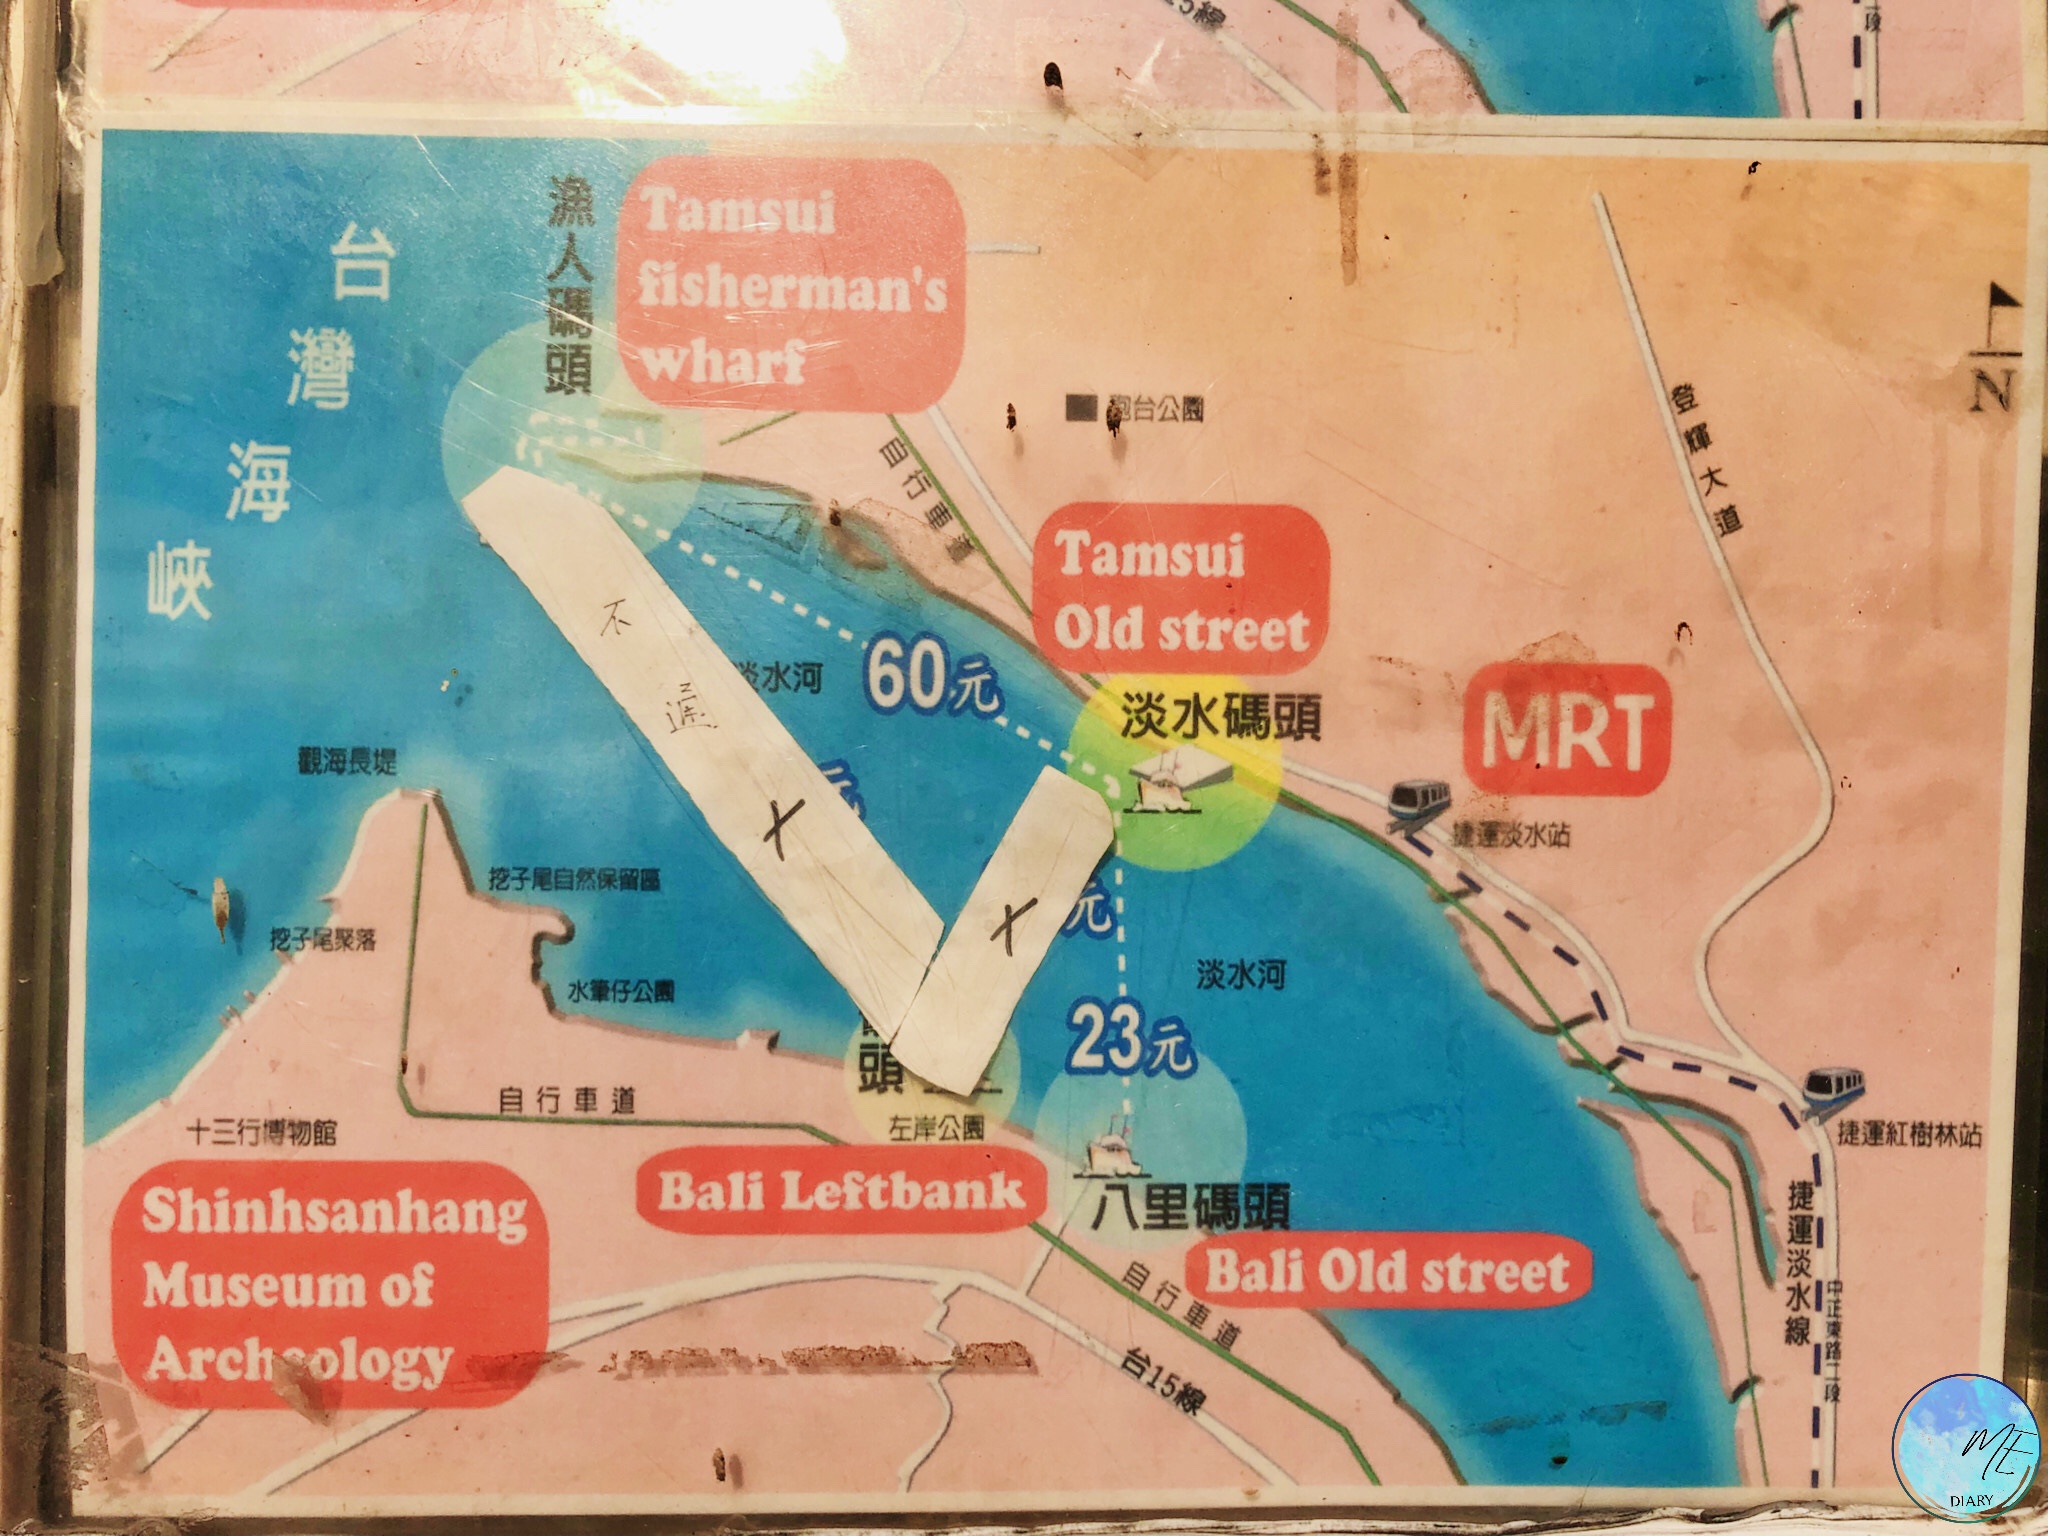 漁人碼頭
Tamsui
fisherman's
wharf
台灣海峽
N
登輝大道
台公園
自行車道
Tamsui
Old street
不
通
淡水河
60元
淡水碼頭
MRT
捷運淡水站
觀海長堤
挖子尾自然保留區
挖子尾聚落
水筆仔公園
元
淡水河
23元
頭
自行車道
左岸公園
十三行博物館
捷運紅樹林站
Shinhsanhang
Museum of
Archeology
Bali Leftbank
八里碼頭
Bali Old street
自行車道
台15線
捷運淡水線
中正東路二段
ME
DIARY